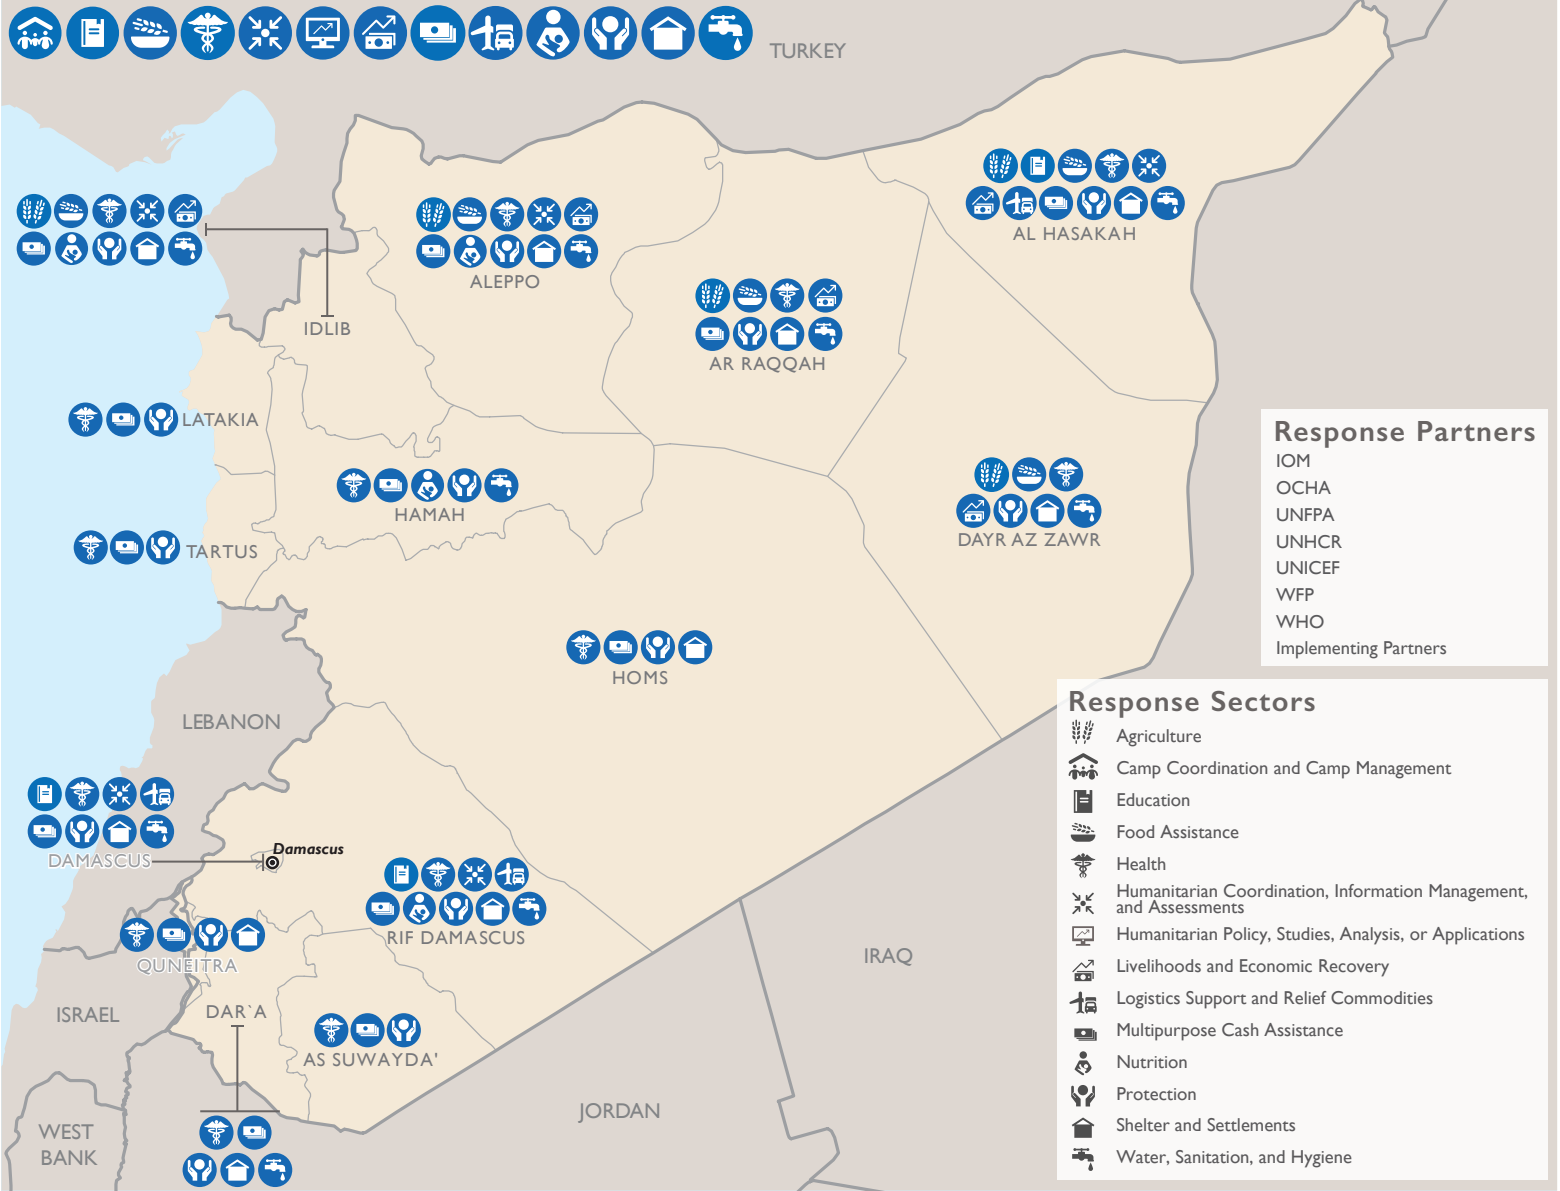 TURKEY
AL HASAKAH
ALEPPO
IDLIB
AR RAQQAH
LATAKIA
Response Partners
IOM
OCHA
UNFPA
UNHCR
UNICEF
WFP
WHO
Implementing Partners
HAMAH
DAYR AZ ZAWR
TARTUS
HOMS
LEBANON
Response Sectors
Agriculture
Camp Coordination and Camp Management
Education
Food Assistance
Health
Humanitarian Coordination, Information Management,
and Assessments
Humanitarian Policy, Studies, Analysis, or Applications
Livelihoods and Economic Recovery
Logistics Support and Relief Commodities
Multipurpose Cash Assistance
Nutrition
Protection
Shelter and Settlements
Water, Sanitation, and Hygiene
Damascus
DAMASCUS
RIF DAMASCUS
QUNEITRA
IRAQ
ISRAEL
DAR`A
AS SUWAYDA'
JORDAN
WEST
BANK